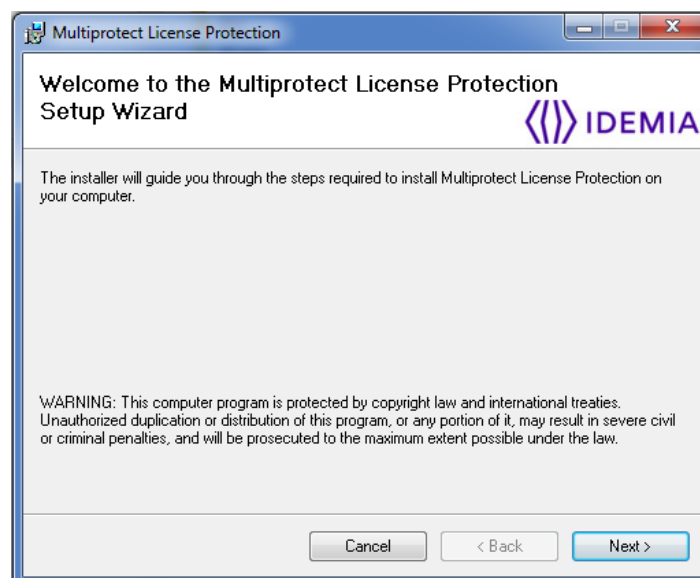 Multiprotect License Protection
Welcome to the Multiprotect License Protection
Setup Wizard
IDEMIA
The installer will guide you through the steps required to install Multiprotect License Protection on
your computer.
WARNING: This computer program is protected by copyright law and international treaties.
Unauthorized duplication or distribution of this program, or any portion of it, may result in severe civil
or criminal penalties, and will be prosecuted to the maximum extent possible under the law.
Cancel
< Back
Next >